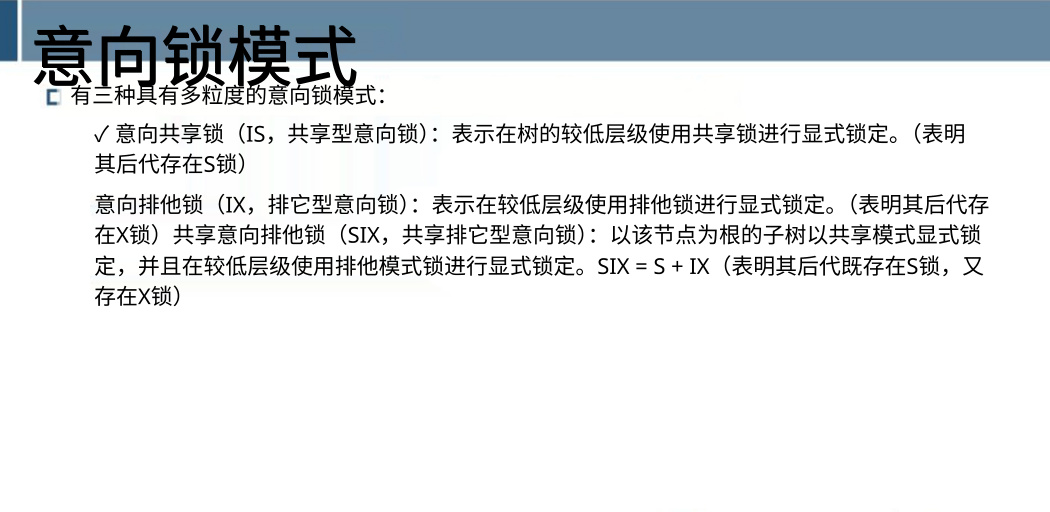 意向锁模式
有三种具有多粒度的意向锁模式：
✓ 意向共享锁（IS，共享型意向锁）：表示在树的较低层级使用共享锁进行显式锁定。（表明
其后代存在S锁）
意向排他锁（IX，排它型意向锁）：表示在较低层级使用排他锁进行显式锁定。（表明其后代存
在X锁）共享意向排他锁（SIX，共享排它型意向锁）：以该节点为根的子树以共享模式显式锁
定，并且在较低层级使用排他模式锁进行显式锁定。SIX = S + IX（表明其后代既存在S锁，又
存在X锁）